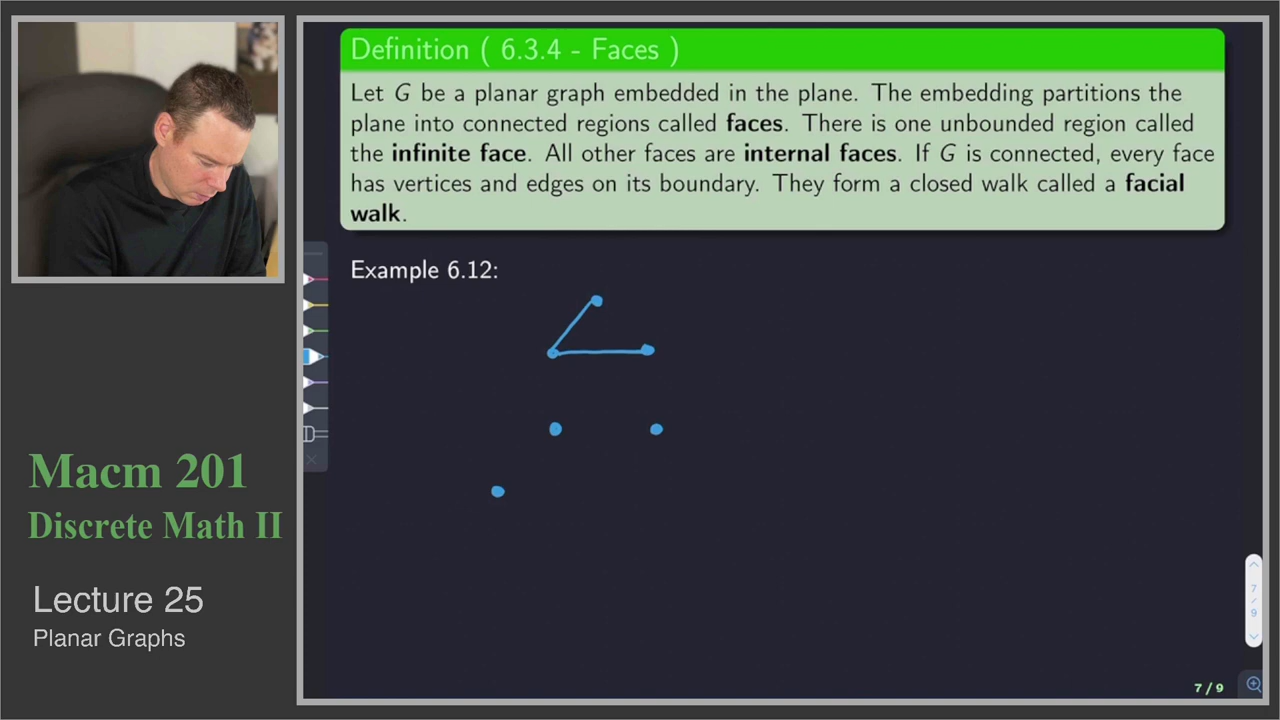 Definition ( 6.3.4 - Faces )
Let G be a planar graph embedded in the plane. The embedding partitions the
plane into connected regions called faces. There is one unbounded region called
the infinite face. All other faces are internal faces. If G is connected, every face
has vertices and edges on its boundary. They form a closed walk called a facial
walk.
Example 6.12:
Macm 201
Discrete Math II
Lecture 25
Planar Graphs
7
/
9
7 / 9